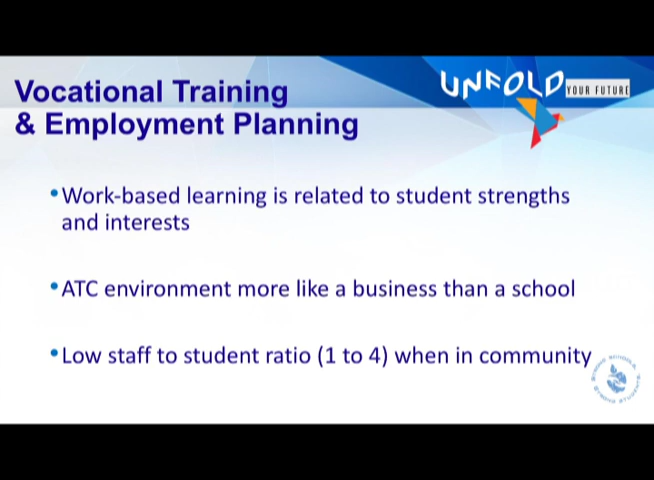 UNFOLD
YOUR FUTURE
Vocational Training
& Employment Planning
•Work-based learning is related to student strengths
and interests
•ATC environment more like a business than a school
•Low staff to student ratio (1 to 4) when in community